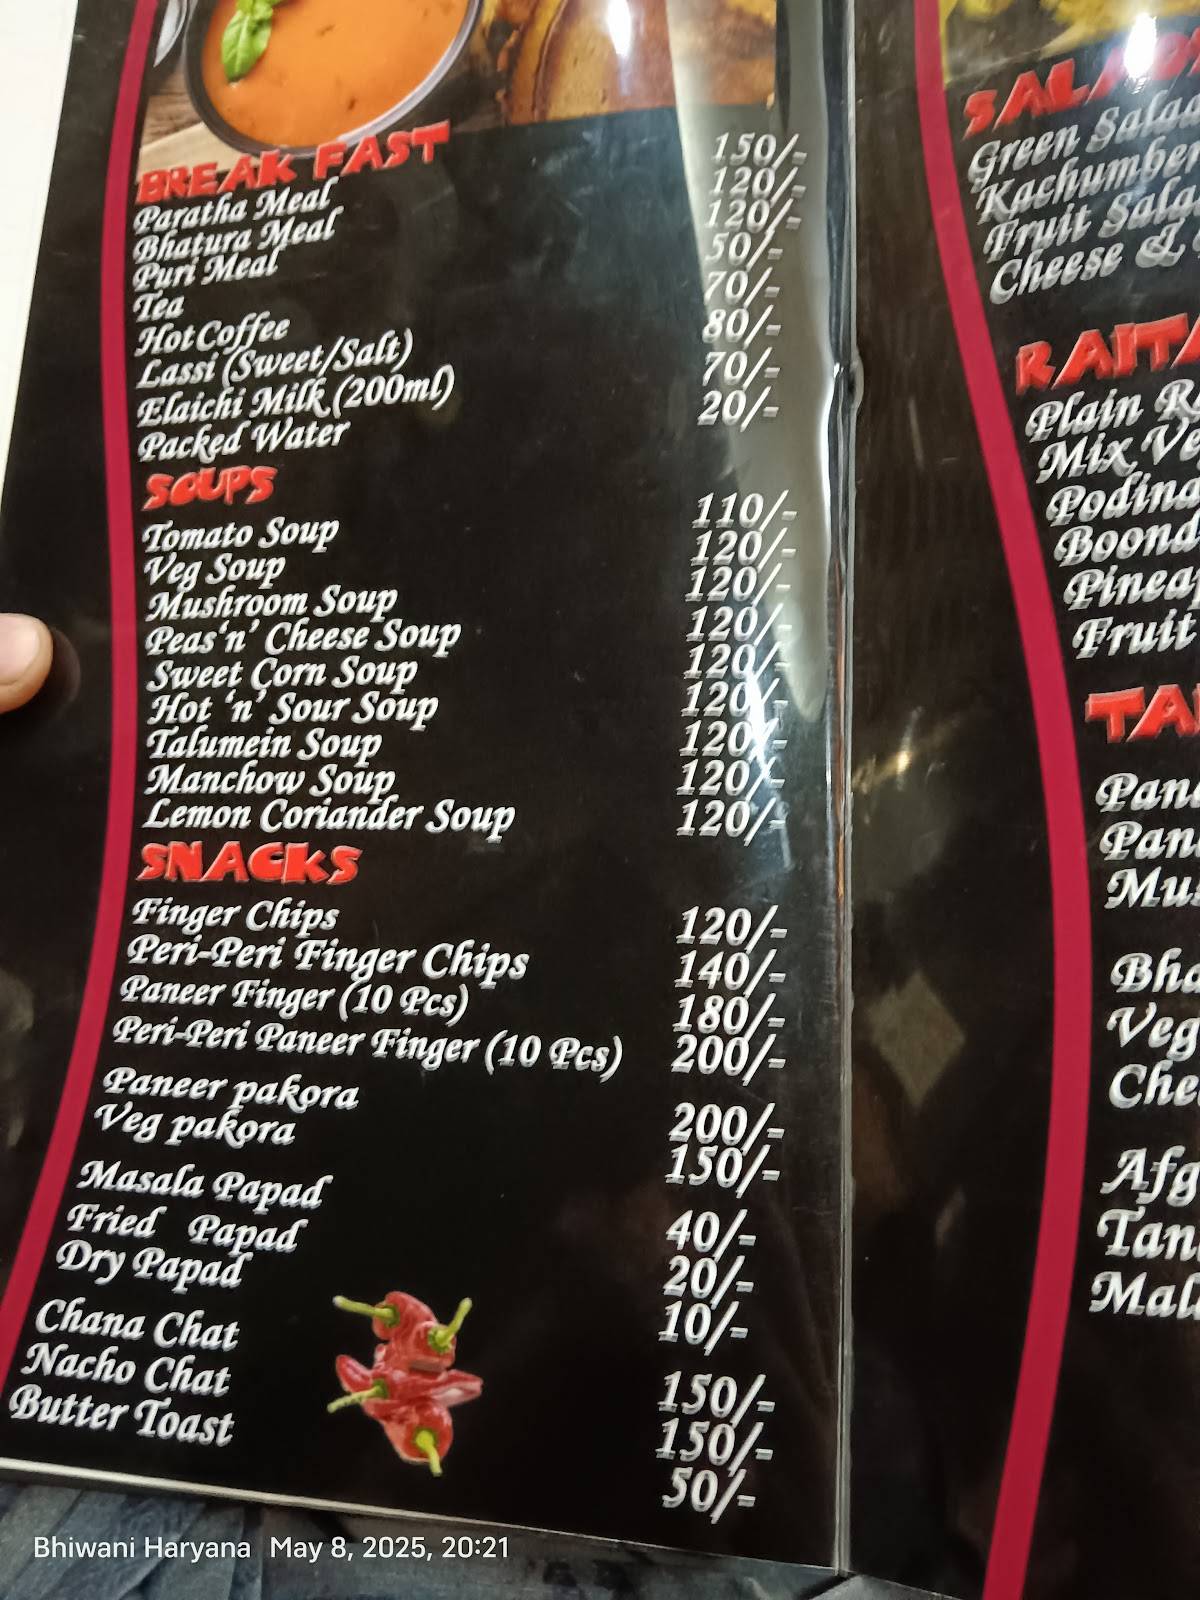 BREAK FAST
Paratha Meal 150/-
Bhatura Meal 120/-
Puri Meal 120/-
Tea 50/-
Hot Coffee 70/-
Lassi (Sweet/Salt) 80/-
Elaichi Milk (200ml) 70/-
Packed Water 20/-
SOUPS
Tomato Soup 110/-
Veg Soup 120/-
Mushroom Soup 120/-
Peas 'n' Cheese Soup 120/-
Sweet Corn Soup 120/-
Hot 'n' Sour Soup 120/-
Talumein Soup 120/-
Manchow Soup 120/-
Lemon Coriander Soup 120/-
SNACKS
Finger Chips 120/-
Peri-Peri Finger Chips 140/-
Paneer Finger (10 Pcs) 180/-
Peri-Peri Paneer Finger (10 Pcs) 200/-
Paneer pakora 200/-
Veg pakora 150/-
Masala Papad 40/-
Fried Papad 20/-
Dry Papad 10/-
Chana Chat 150/-
Nacho Chat 150/-
Butter Toast 50/-
Green
Kachumber
Fruit
Cheese &
Plain
Mix
Fruit
Veg
Bhiwani Haryana May 8, 2025, 20:21